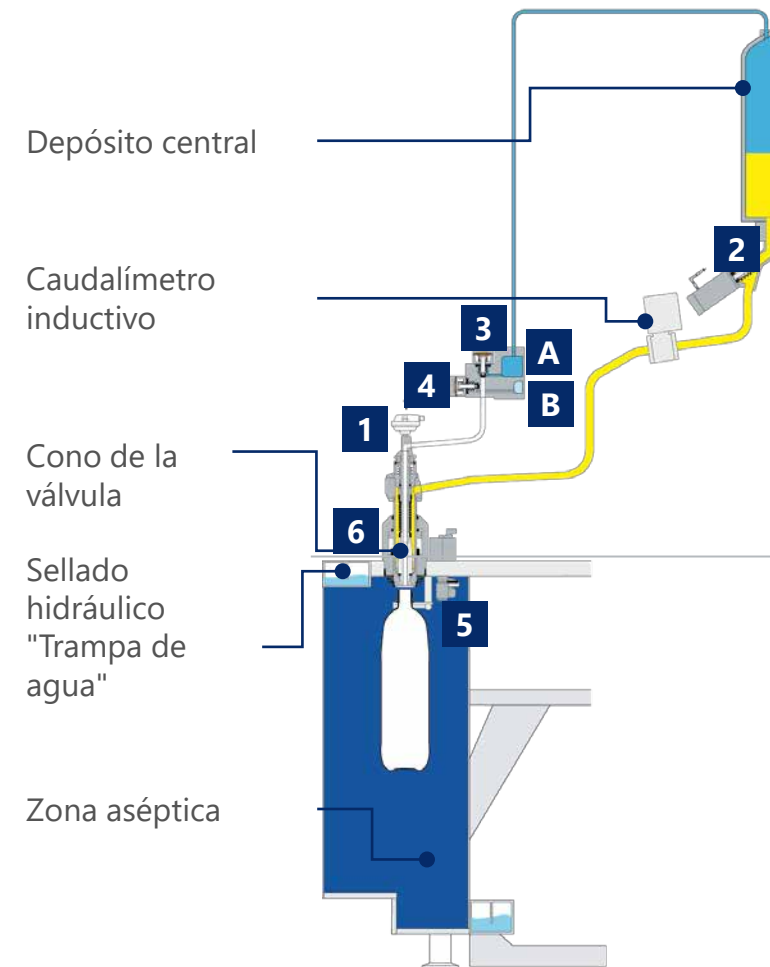 Depósito central
2
Caudalímetro
inductivo
3
A
4
B
1
Cono de la
válvula
6
Sellado
hidráulico
"Trampa de
agua"
5
Zona aséptica